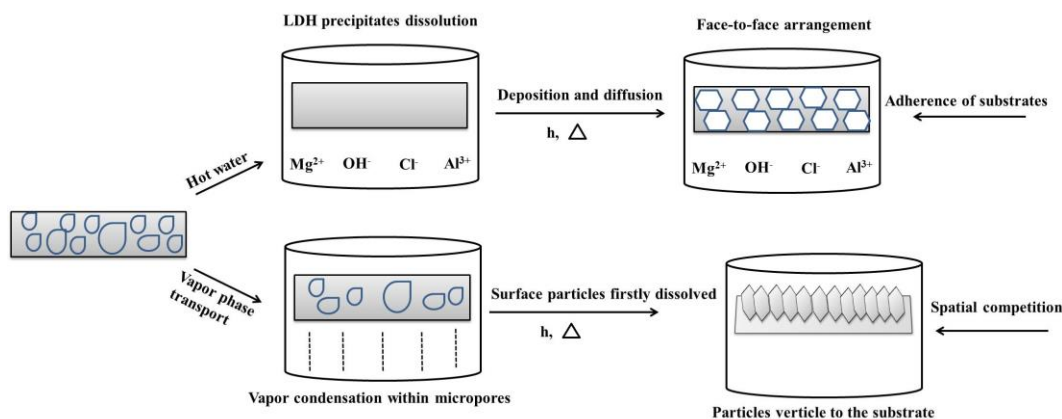 LDH precipitates dissolution
Face-to-face arrangement
Deposition and diffusion
h, △
Adherence of substrates
Mg²⁺ OH⁻ Cl⁻ Al³⁺
Mg²⁺ OH⁻ Cl⁻ Al³⁺
Hot water
Vapor phase
transport
Surface particles firstly dissolved
h, △
Spatial competition
Vapor condensation within micropores
Particles verticle to the substrate